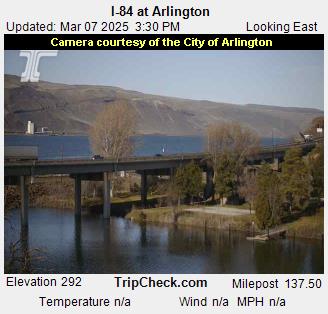 I-84 at Arlington
Updated: Mar 07 2025 3:30 PM Looking East
Camera courtesy of the City of Arlington
Elevation 292 TripCheck.com Milepost 137.50
Temperature n/a Wind n/a MPH n/a